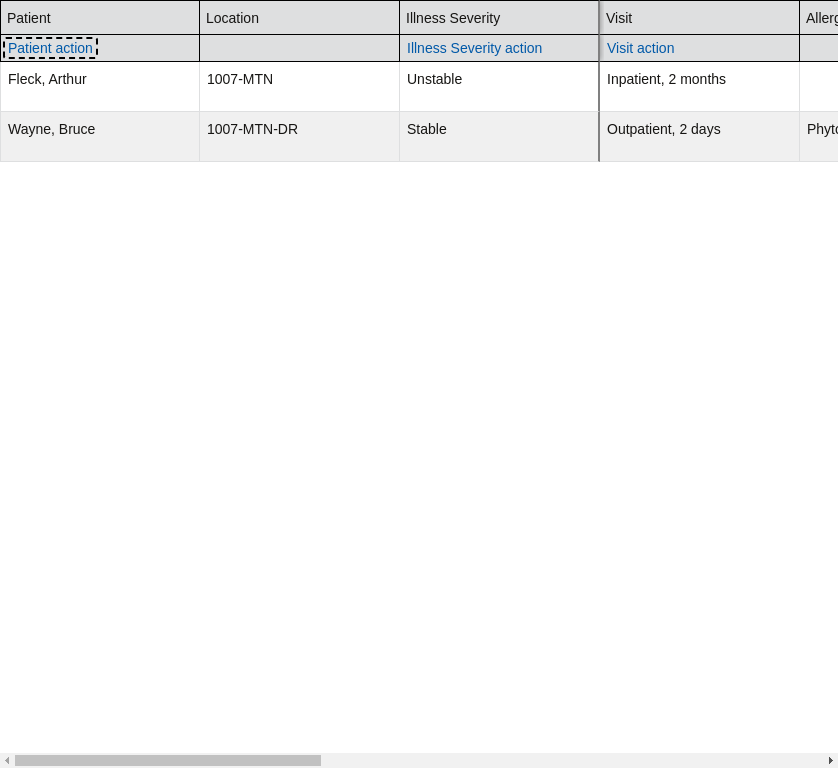 Patient Location Illness Severity Visit Allerg
Patient action Illness Severity action Visit action
Fleck, Arthur 1007-MTN Unstable Inpatient, 2 months
Wayne, Bruce 1007-MTN-DR Stable Outpatient, 2 days Phyto